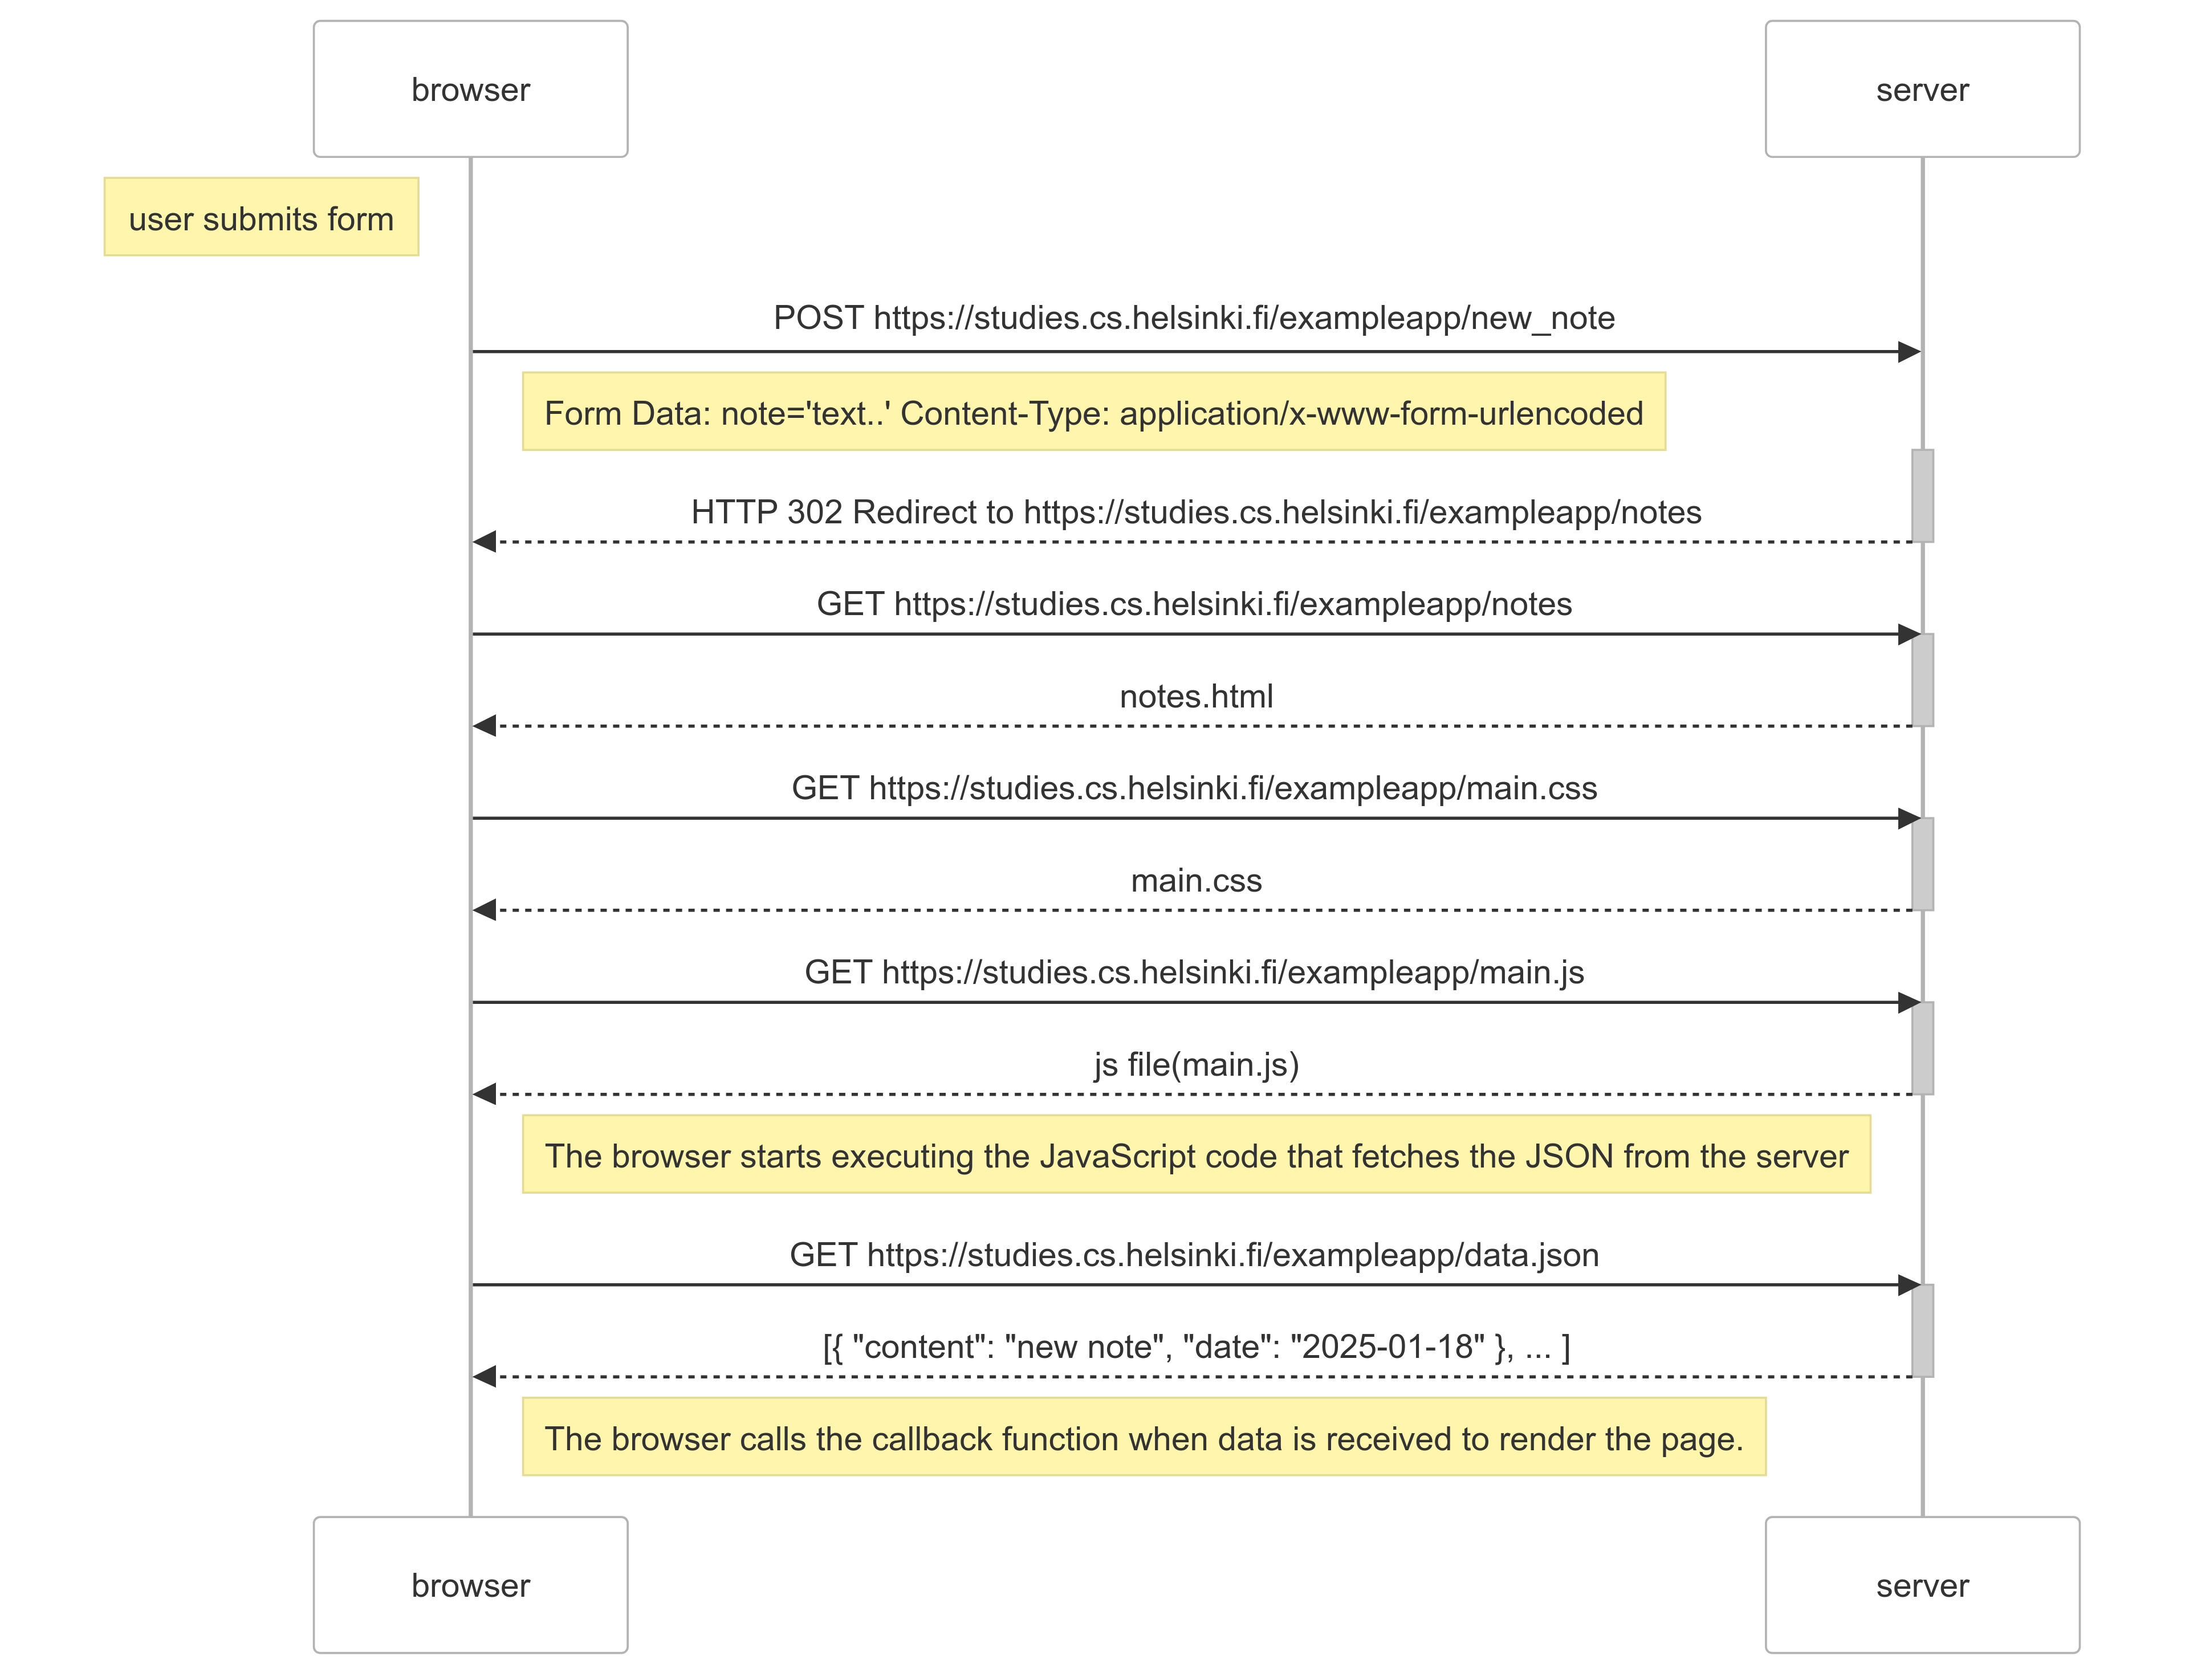 browser
server
user submits form
POST https://studies.cs.helsinki.fi/exampleapp/new_note
Form Data: note='text..' Content-Type: application/x-www-form-urlencoded
HTTP 302 Redirect to https://studies.cs.helsinki.fi/exampleapp/notes
GET https://studies.cs.helsinki.fi/exampleapp/notes
notes.html
GET https://studies.cs.helsinki.fi/exampleapp/main.css
main.css
GET https://studies.cs.helsinki.fi/exampleapp/main.js
js file(main.js)
The browser starts executing the JavaScript code that fetches the JSON from the server
GET https://studies.cs.helsinki.fi/exampleapp/data.json
[{ "content": "new note", "date": "2025-01-18" }, ... ]
The browser calls the callback function when data is received to render the page.
browser
server